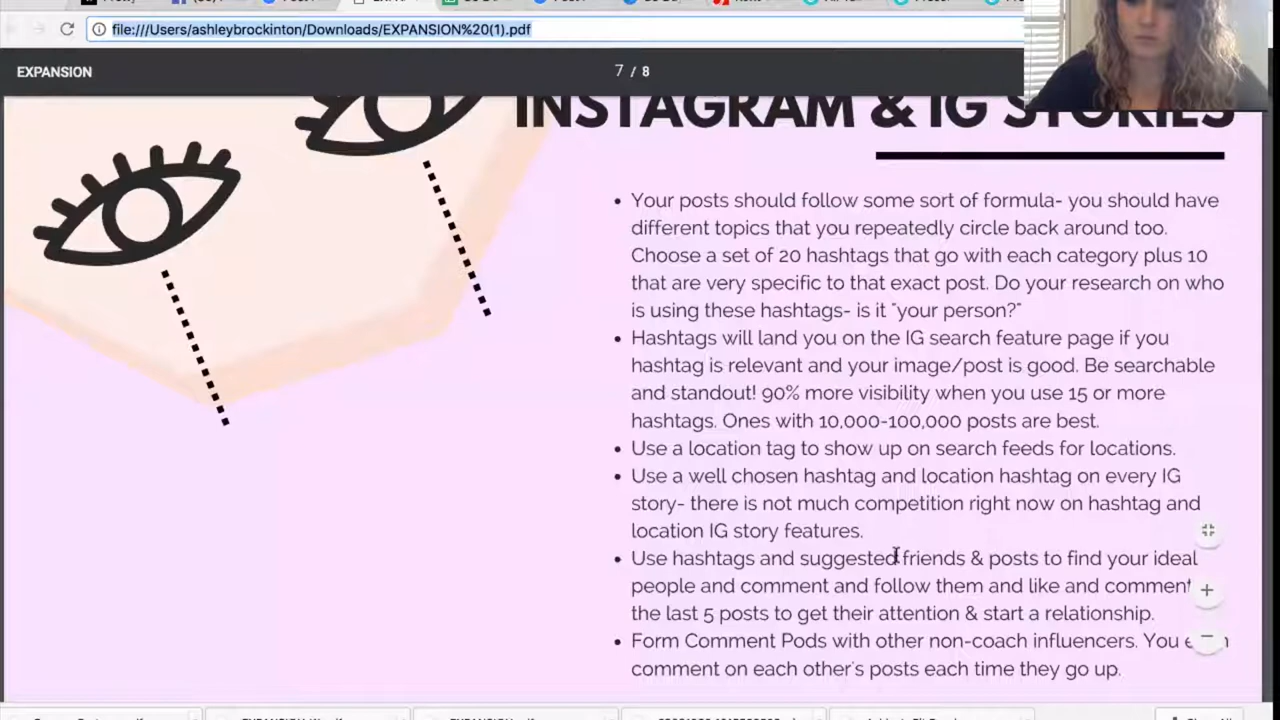 file:///Users/ashleybrockinton/Downloads/EXPANSION%20(1).pdf
EXPANSION
7 / 8
INSTAGRAM & IG STORIES
• Your posts should follow some sort of formula- you should have
different topics that you repeatedly circle back around too.
Choose a set of 20 hashtags that go with each category plus 10
that are very specific to that exact post. Do your research on who
is using these hashtags- is it "your person?"
• Hashtags will land you on the IG search feature page if you
hashtag is relevant and your image/post is good. Be searchable
and standout! 90% more visibility when you use 15 or more
hashtags. Ones with 10,000-100,000 posts are best.
• Use a location tag to show up on search feeds for locations.
• Use a well chosen hashtag and location hashtag on every IG
story- there is not much competition right now on hashtag and
location IG story features.
• Use hashtags and suggested friends & posts to find your ideal
people and comment and follow them and like and comment
the last 5 posts to get their attention & start a relationship.
• Form Comment Pods with other non-coach influencers. You
comment on each other's posts each time they go up.